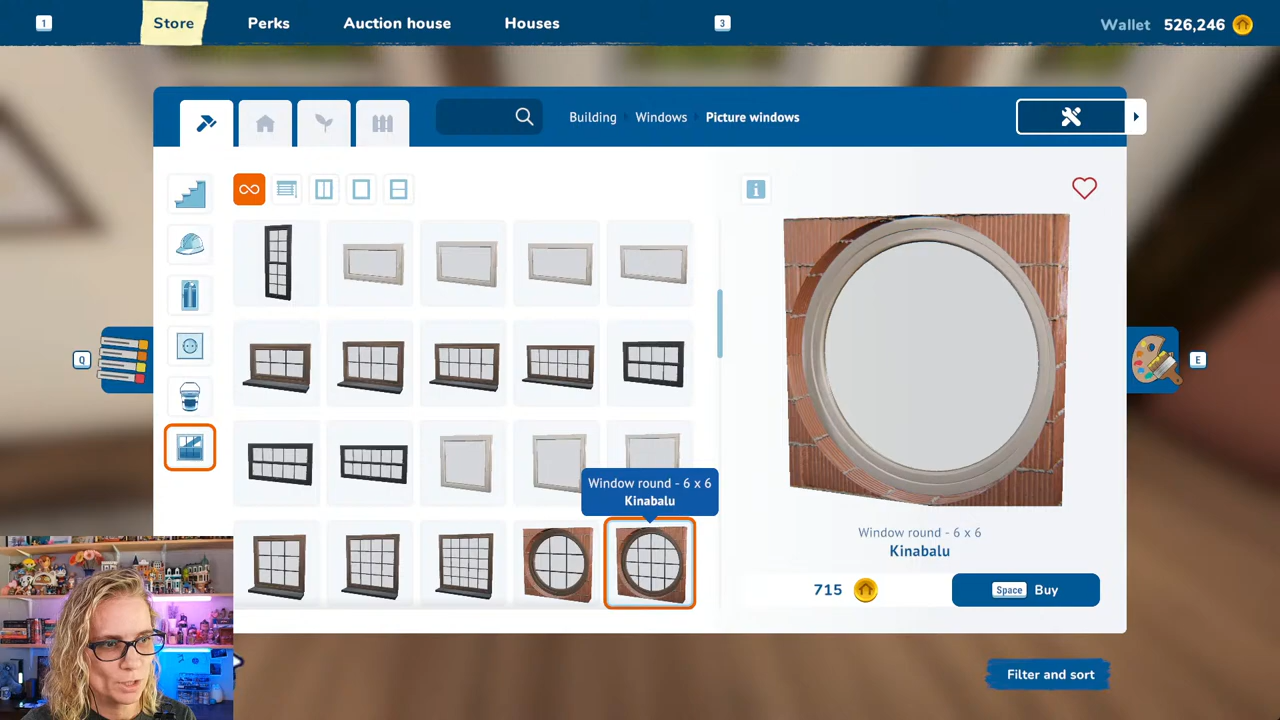 1
Store
Perks
Auction house
Houses
3
Wallet 526,246
Building
Windows
Picture windows
Q
E
Window round - 6 x 6
Kinabalu
Window round - 6 x 6
Kinabalu
715
Space Buy
Filter and sort